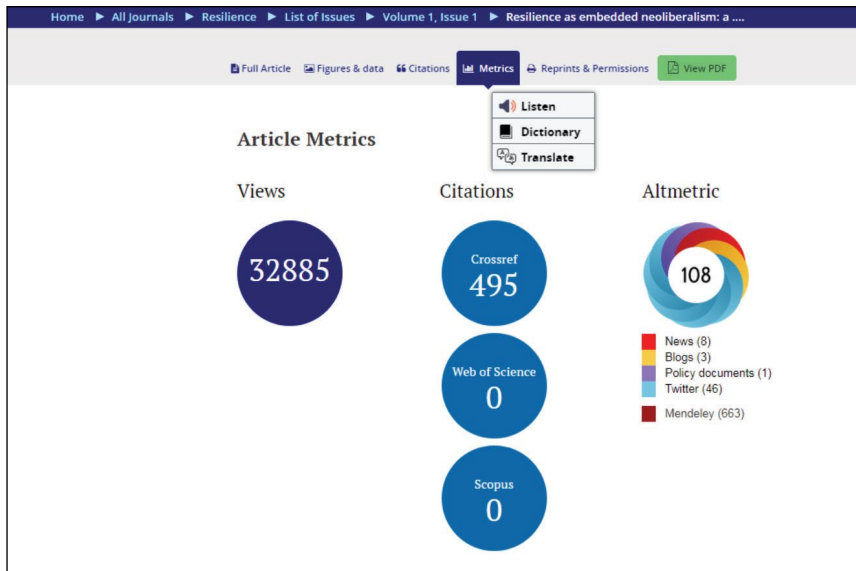 Home ▶ All Journals ▶ Resilience ▶ List of Issues ▶ Volume 1, Issue 1 ▶ Resilience as embedded neoliberalism: a ....
Full Article Figures & data Citations Metrics Reprints & Permissions View PDF
Listen
Dictionary
Translate
Article Metrics
Views Citations Altmetric
32885
Crossref
495
108
News (8)
Blogs (3)
Policy documents (1)
Twitter (46)
Mendeley (663)
Web of Science
0
Scopus
0